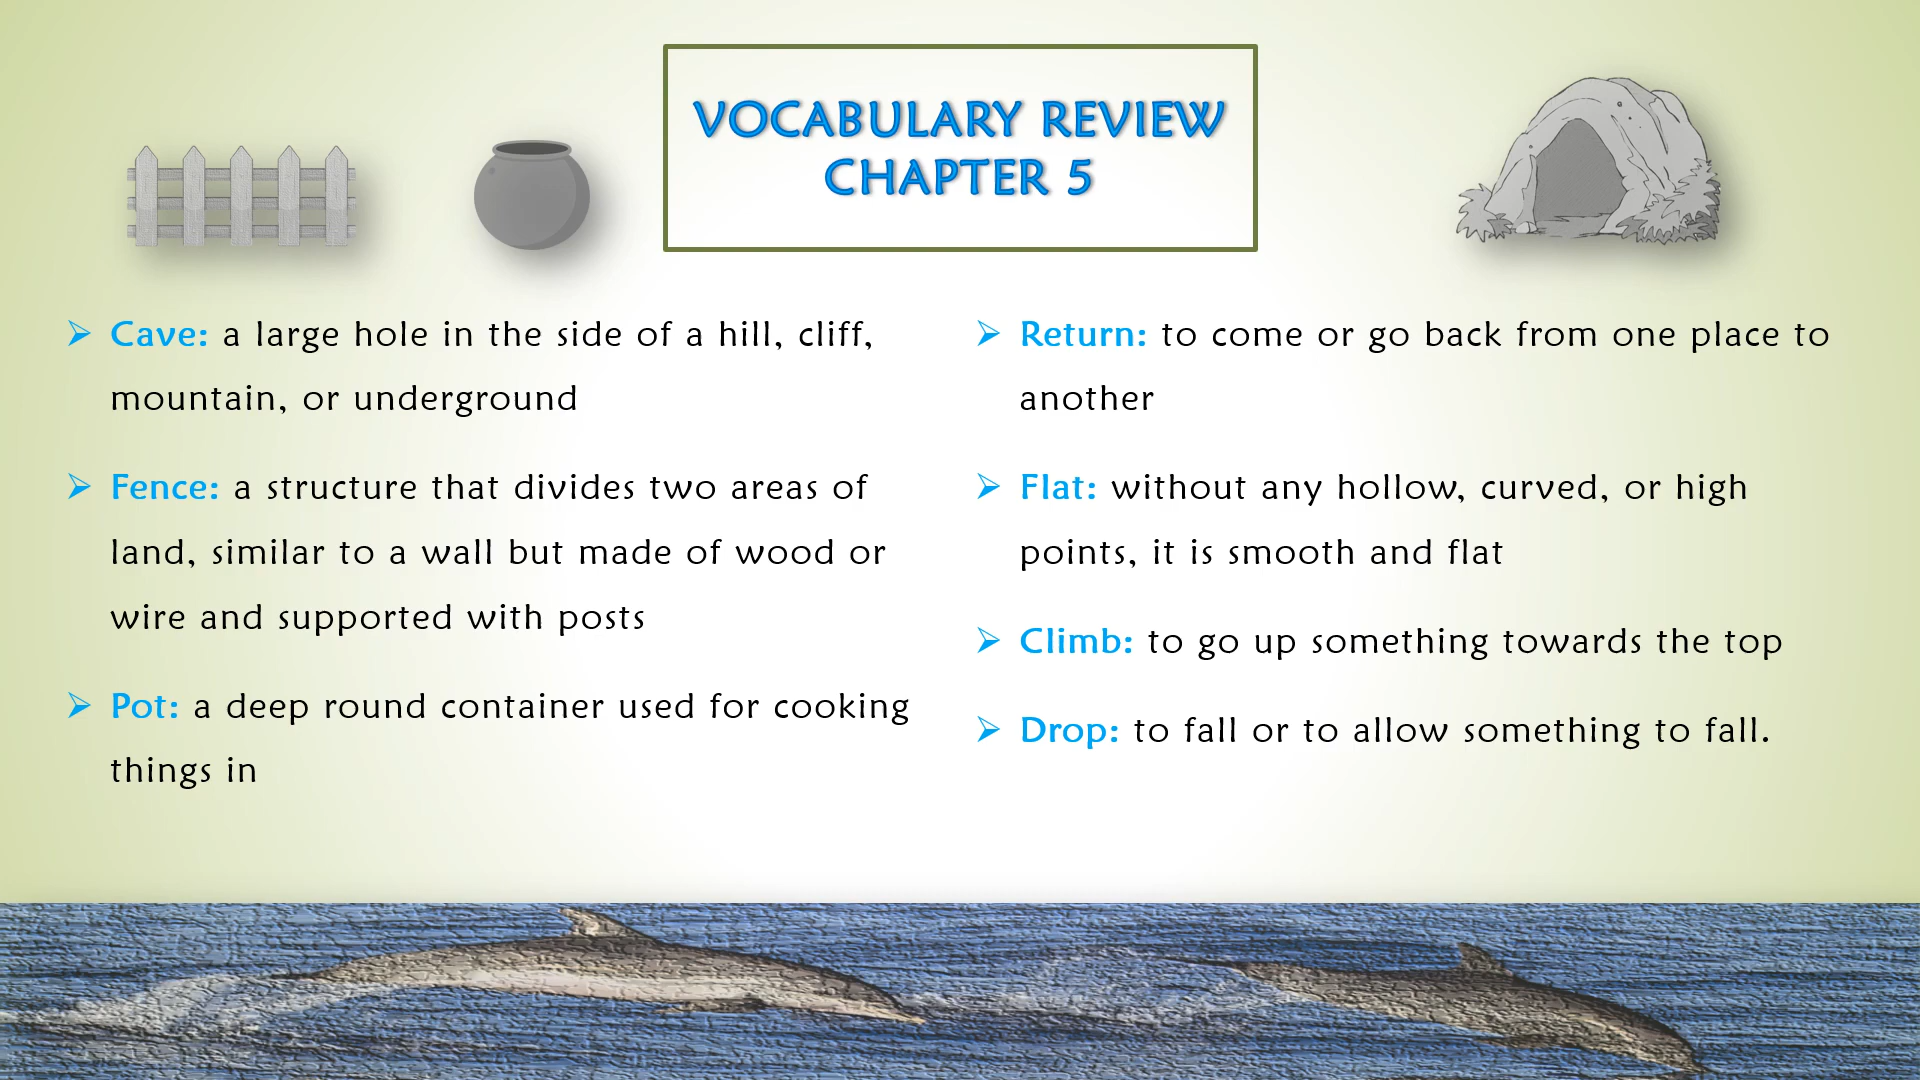 VOCABULARY REVIEW
CHAPTER 5
Cave: a large hole in the side of a hill, cliff,
mountain, or underground
Fence: a structure that divides two areas of
land, similar to a wall but made of wood or
wire and supported with posts
Pot: a deep round container used for cooking
things in
Return: to come or go back from one place to
another
Flat: without any hollow, curved, or high
points, it is smooth and flat
Climb: to go up something towards the top
Drop: to fall or to allow something to fall.